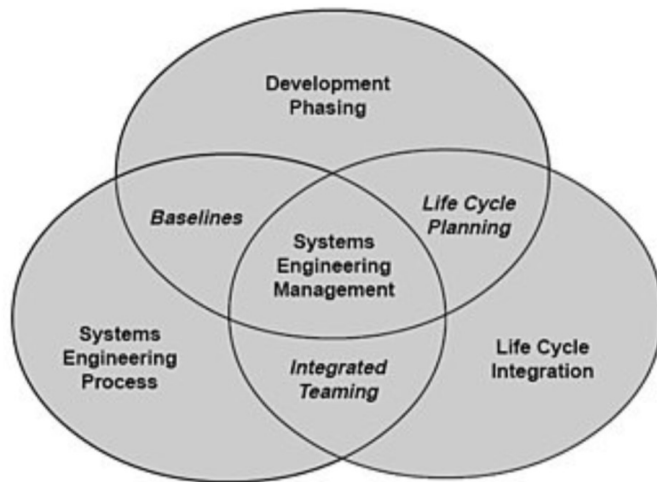 Development
Phasing
Baselines
Life Cycle
Planning
Systems
Engineering
Management
Systems
Engineering
Process
Integrated
Teaming
Life Cycle
Integration